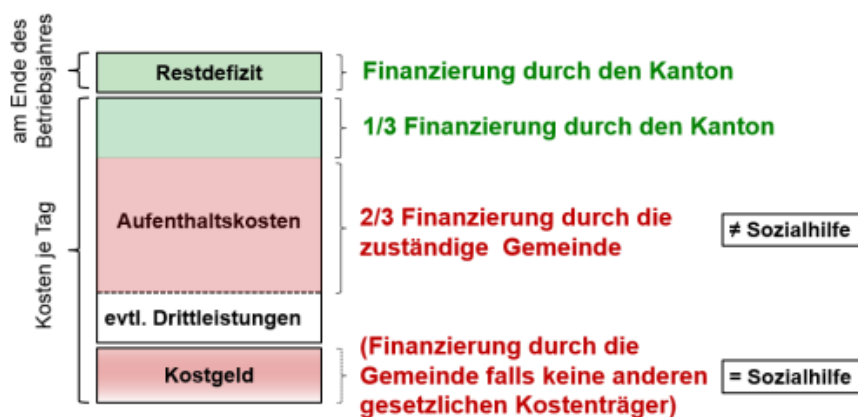 am Ende des
Betriebsjahres
Restdefizit
Finanzierung durch den Kanton
1/3 Finanzierung durch den Kanton
Kosten je Tag
Aufenthaltskosten
2/3 Finanzierung durch die
zuständige Gemeinde
≠ Sozialhilfe
evtl. Drittleistungen
Kostgeld
(Finanzierung durch die
Gemeinde falls keine anderen
gesetzlichen Kostenträger)
= Sozialhilfe